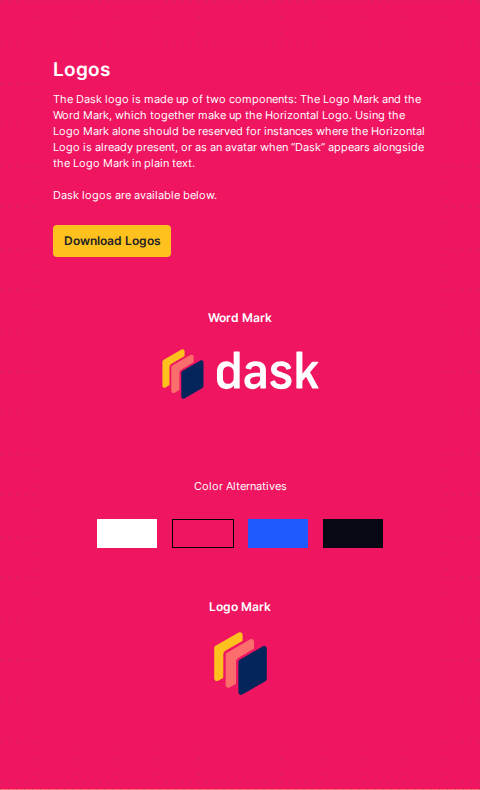 Logos
The Dask logo is made up of two components: The Logo Mark and the
Word Mark, which together make up the Horizontal Logo. Using the
Logo Mark alone should be reserved for instances where the Horizontal
Logo is already present, or as an avatar when “Dask” appears alongside
the Logo Mark in plain text.
Dask logos are available below.
Download Logos
Word Mark
dask
Color Alternatives
Logo Mark